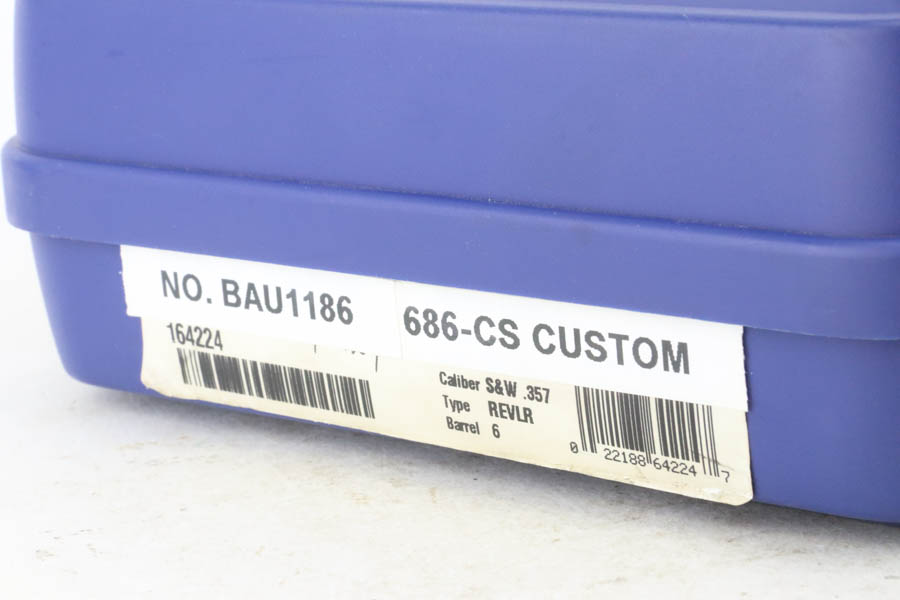 NO. BAU1186
686-CS CUSTOM
164224
Caliber S&W .357
Type REVLR
Barrel 6
0 22188 64224 7